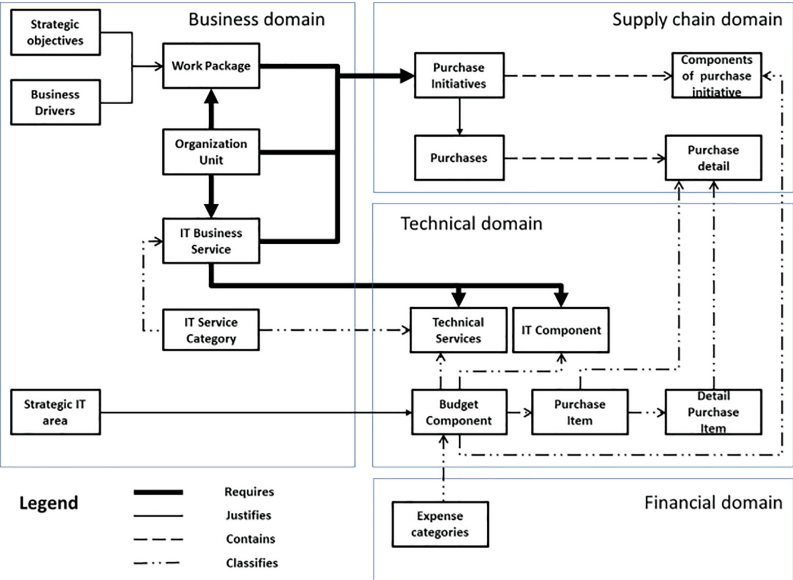 Business domain
Strategic
objectives
Business
Drivers
Work Package
Organization
Unit
IT Business
Service
IT Service
Category
Strategic IT
area
Supply chain domain
Purchase
Initiatives
Components
of purchase
initiative
Purchases
Purchase
detail
Technical domain
Technical
Services
IT Component
Budget
Component
Purchase
Item
Detail
Purchase
Item
Financial domain
Expense
categories
Legend
Requires
Justifies
Contains
Classifies